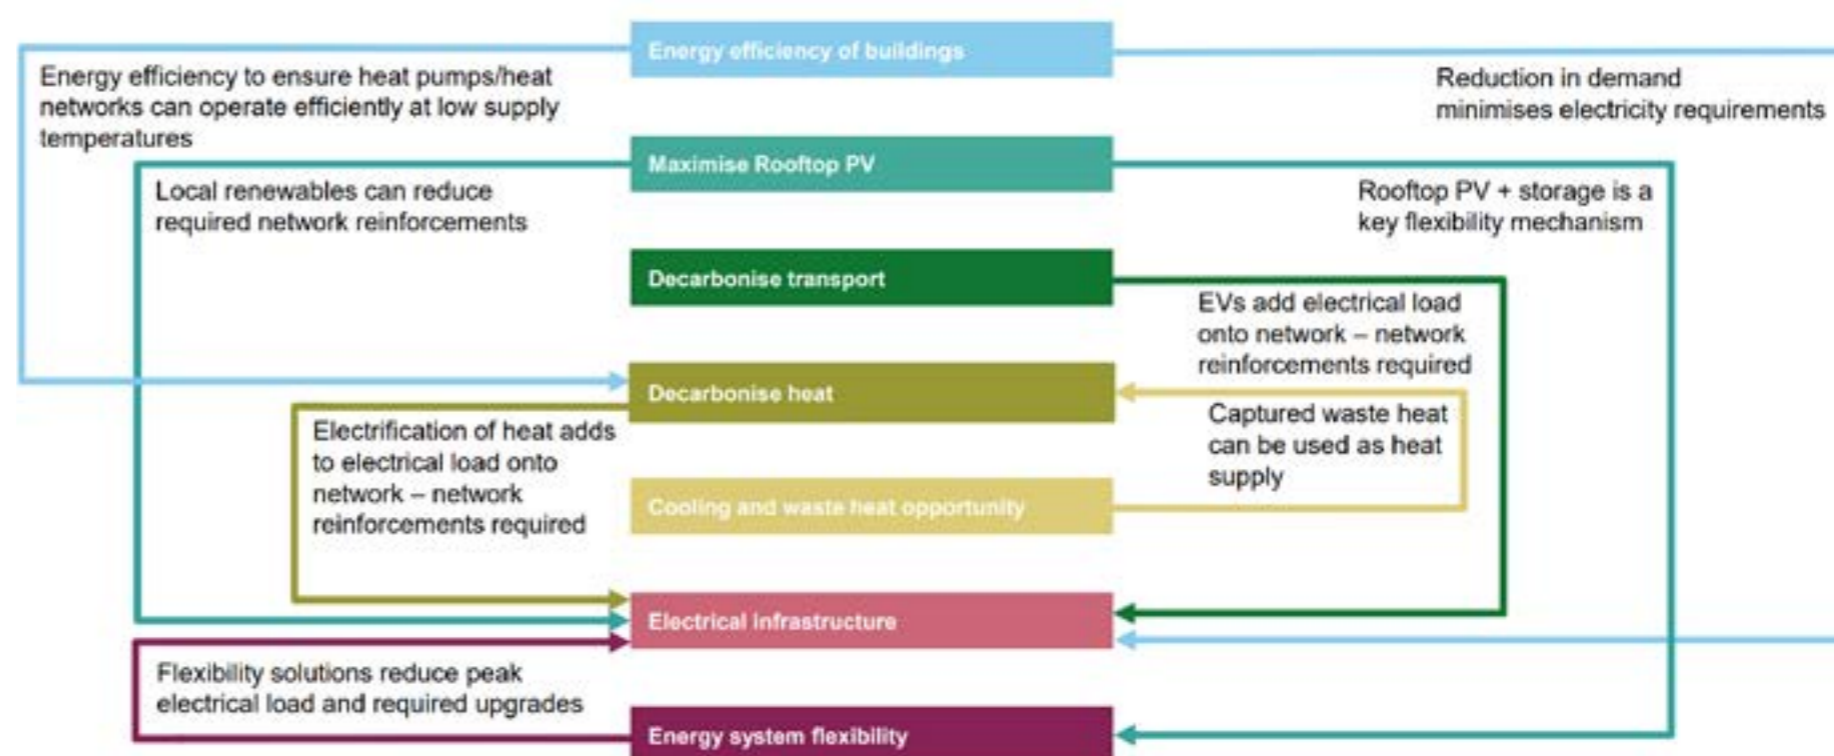 Energy efficiency of buildings
Energy efficiency to ensure heat pumps/heat
networks can operate efficiently at low supply
temperatures
Reduction in demand
minimises electricity requirements
Maximise Rooftop PV
Local renewables can reduce
required network reinforcements
Rooftop PV + storage is a
key flexibility mechanism
Decarbonise transport
EVs add electrical load
onto network – network
reinforcements required
Decarbonise heat
Electrification of heat adds
to electrical load onto
network – network
reinforcements required
Captured waste heat
can be used as heat
supply
Cooling and waste heat opportunity
Electrical infrastructure
Flexibility solutions reduce peak
electrical load and required upgrades
Energy system flexibility